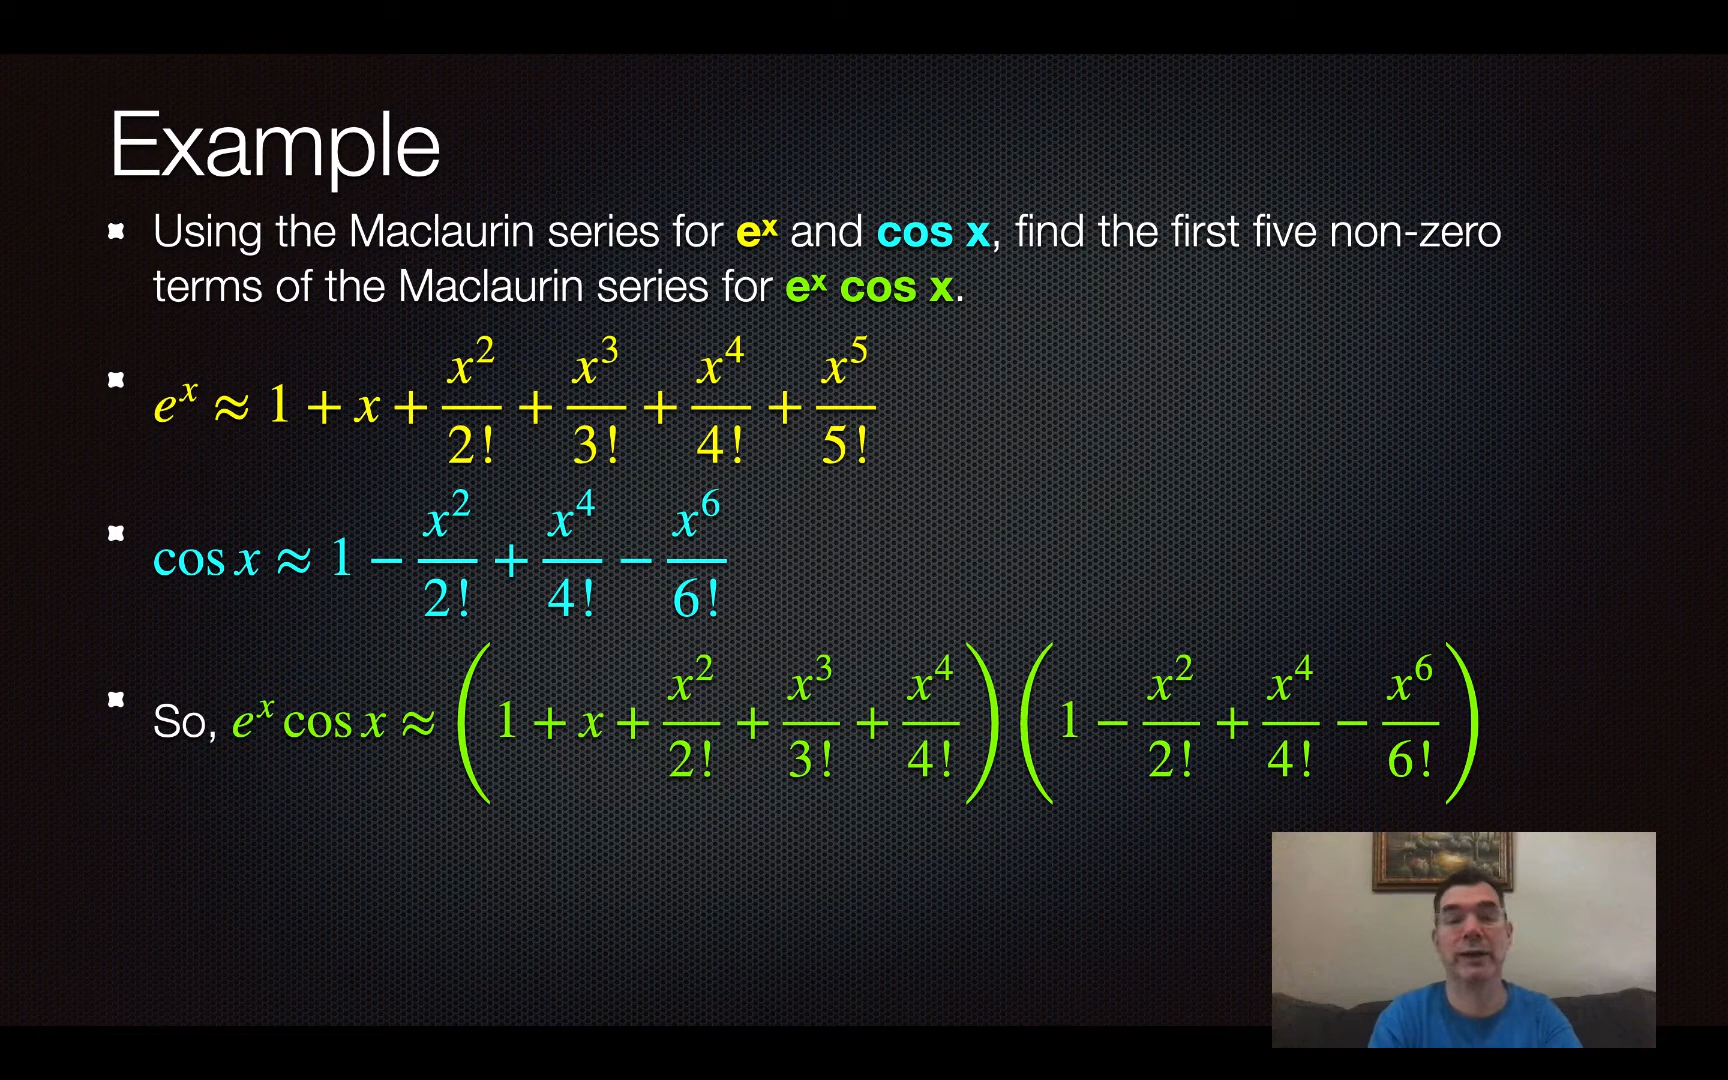 Example
Using the Maclaurin series for eˣ and cos x, find the first five non-zero
terms of the Maclaurin series for eˣ cos x.
eˣ ≈ 1 + x + x²/2! + x³/3! + x⁴/4! + x⁵/5!
cos x ≈ 1 − x²/2! + x⁴/4! − x⁶/6!
So, eˣ cos x ≈ (1 + x + x²/2! + x³/3! + x⁴/4!)(1 − x²/2! + x⁴/4! − x⁶/6!)